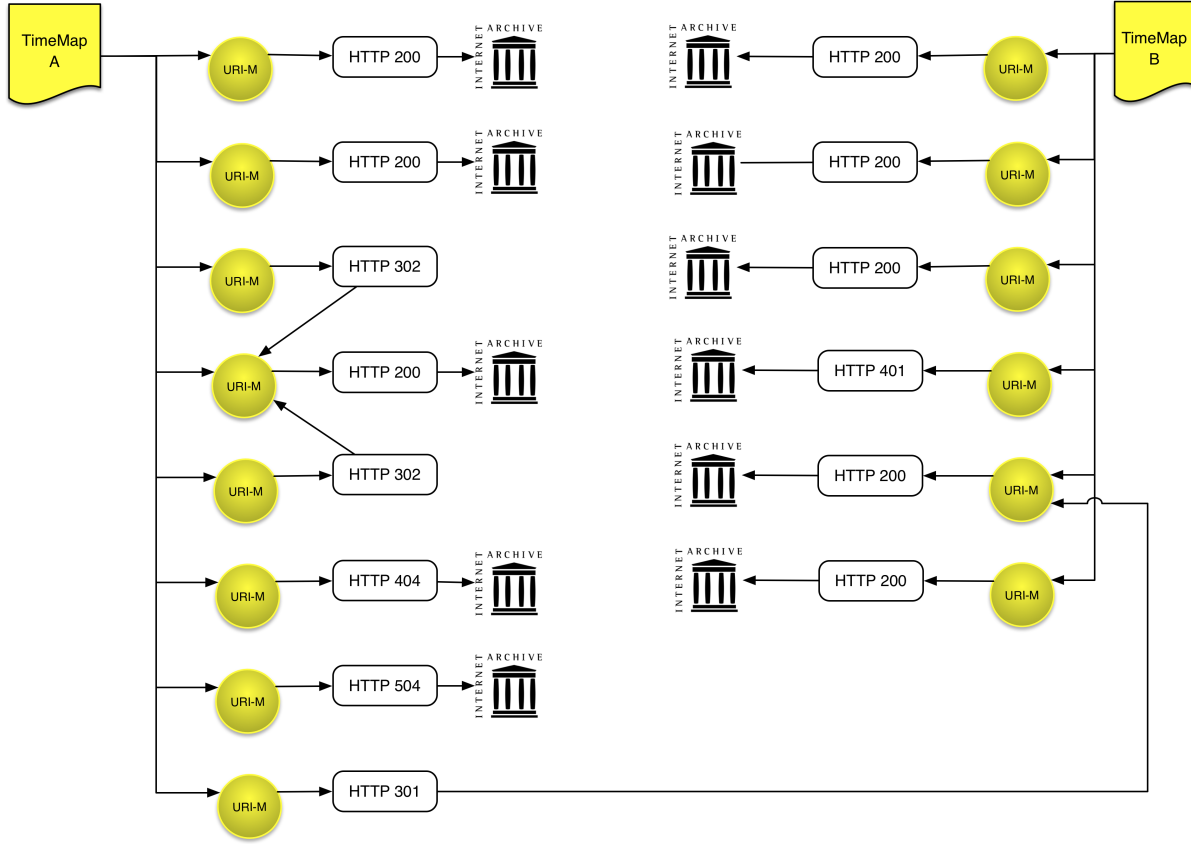 TimeMap
A
URI-M
HTTP 200
INTERNET
ARCHIVE
INTERNET
ARCHIVE
HTTP 200
URI-M
TimeMap
B
URI-M
HTTP 200
INTERNET
ARCHIVE
INTERNET
ARCHIVE
HTTP 200
URI-M
URI-M
HTTP 302
INTERNET
ARCHIVE
HTTP 200
URI-M
URI-M
HTTP 200
INTERNET
ARCHIVE
INTERNET
ARCHIVE
HTTP 401
URI-M
URI-M
HTTP 302
INTERNET
ARCHIVE
HTTP 200
URI-M
URI-M
HTTP 404
INTERNET
ARCHIVE
INTERNET
ARCHIVE
HTTP 200
URI-M
URI-M
HTTP 504
INTERNET
ARCHIVE
URI-M
HTTP 301